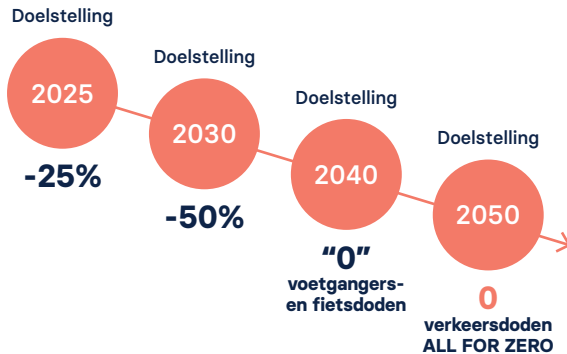 Doelstelling
2025
-25%
Doelstelling
2030
-50%
Doelstelling
2040
“0”
voetgangers-
en fietsdoden
Doelstelling
2050
0
verkeersdoden
ALL FOR ZERO